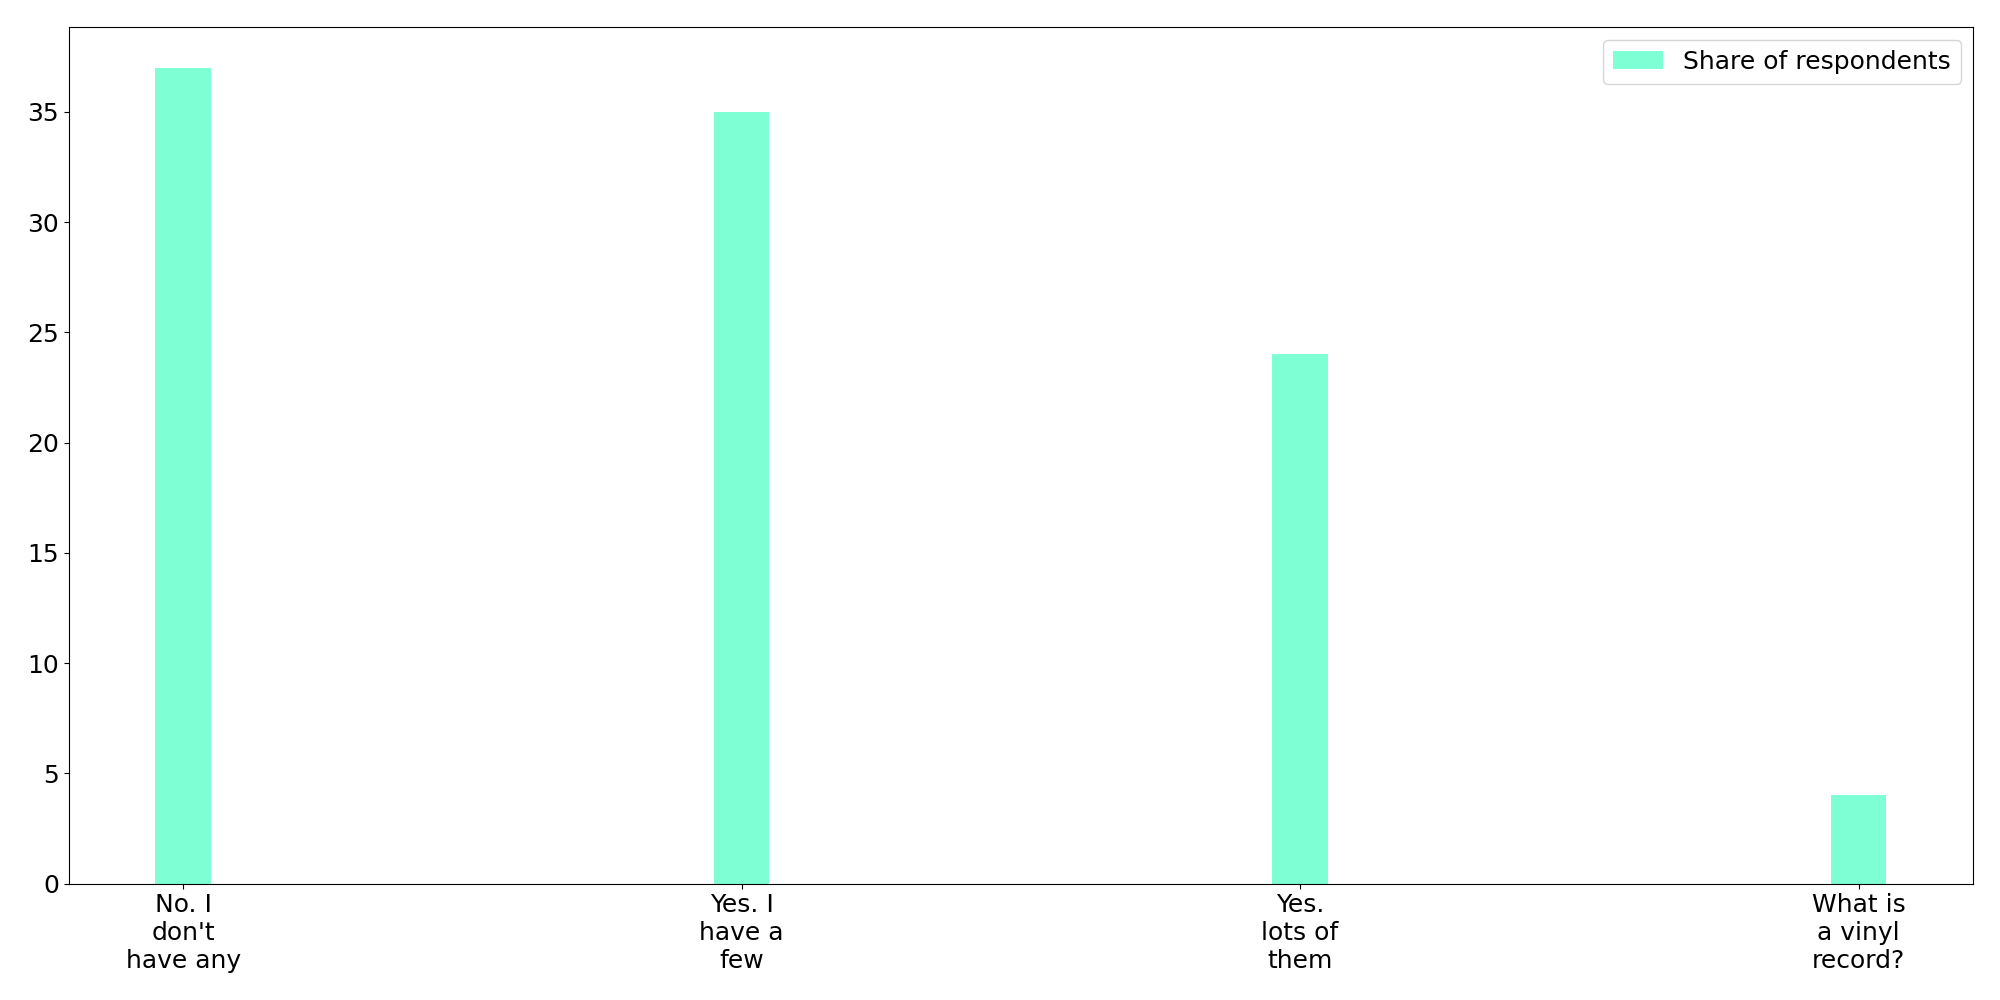 Share of respondents
35
30
25
20
15
10
5
0
No. I
don't
have any
Yes. I
have a
few
Yes.
lots of
them
What is
a vinyl
record?